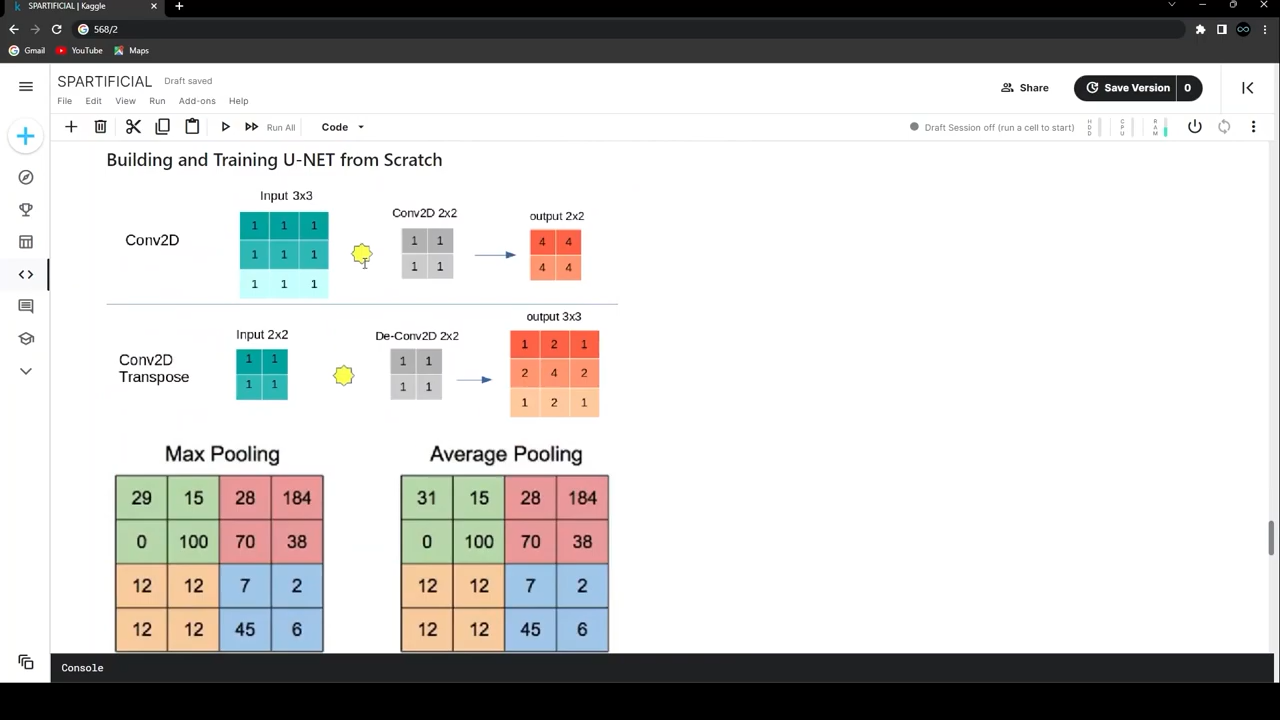 SPARTIFICIAL | Kaggle
568/2
Gmail YouTube Maps
SPARTIFICIAL Draft saved
File Edit View Run Add-ons Help
Share
Save Version 0
Run All Code
Draft Session off (run a cell to start)
HDD
CPU
RAM
Building and Training U-NET from Scratch
Conv2D
Input 3x3
1 1 1
1 1 1
1 1 1
Conv2D 2x2
1 1
1 1
output 2x2
4 4
4 4
Conv2D
Transpose
Input 2x2
1 1
1 1
De-Conv2D 2x2
1 1
1 1
output 3x3
1 2 1
2 4 2
1 2 1
Max Pooling
29 15 28 184
0 100 70 38
12 12 7 2
12 12 45 6
Average Pooling
31 15 28 184
0 100 70 38
12 12 7 2
12 12 45 6
Console